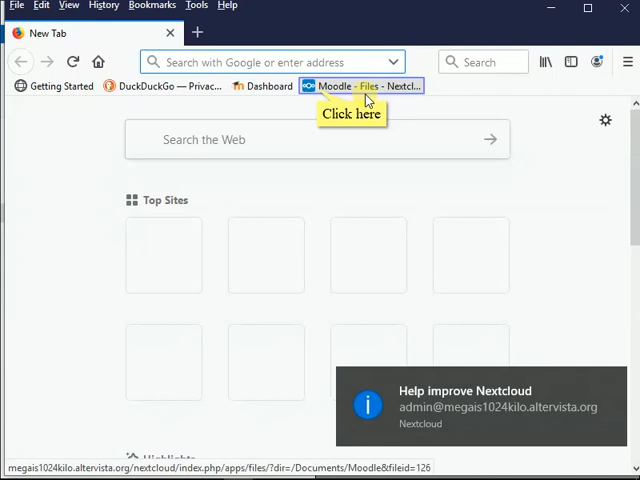 File Edit View History Bookmarks Tools Help
New Tab
Search with Google or enter address
Search
Getting Started
DuckDuckGo — Privac...
Dashboard
Moodle - Files - Nextcl...
Click here
Search the Web
Top Sites
Help improve Nextcloud
admin@megais1024kilo.altervista.org
Nextcloud
Highlights
megais1024kilo.altervista.org/nextcloud/index.php/apps/files/?dir=/Documents/Moodle&fileid=126